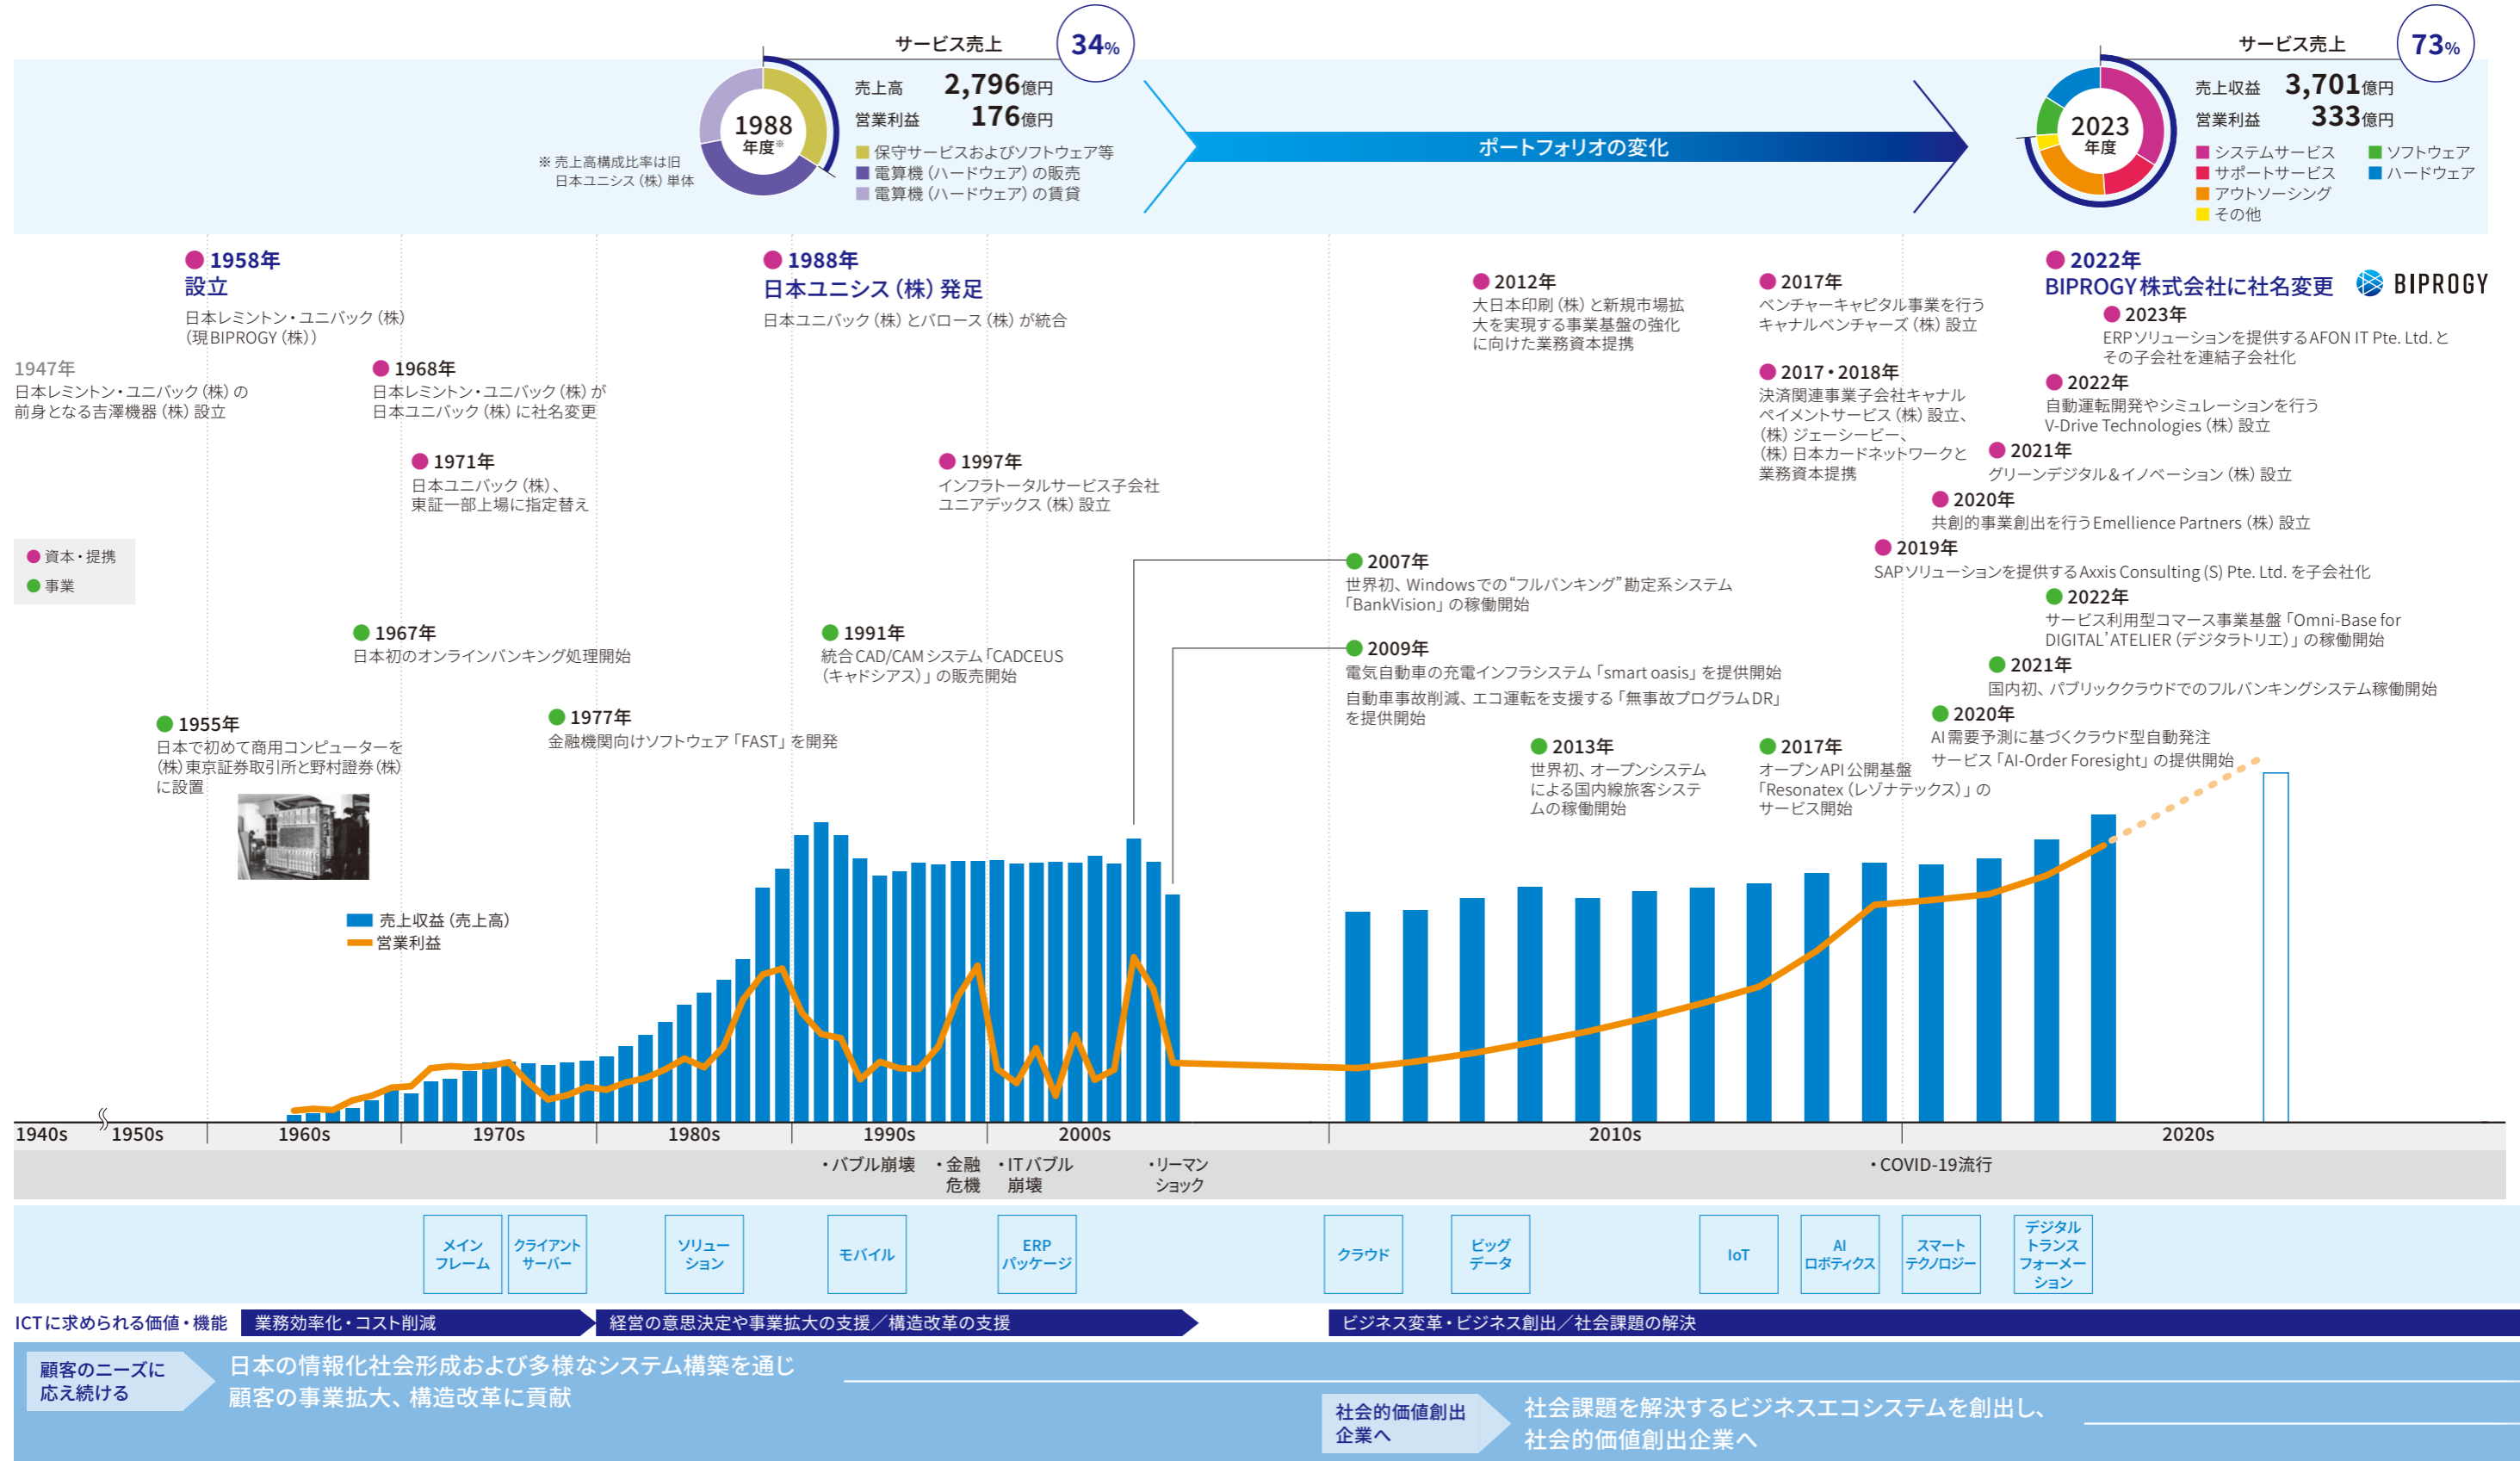 サービス売上
34%
売上高 2,796億円
営業利益 176億円
1988
年度※
保守サービスおよびソフトウェア等
電算機（ハードウェア）の販売
電算機（ハードウェア）の賃貸
※ 売上高構成比率は旧
日本ユニシス（株）単体
ポートフォリオの変化
サービス売上
73%
売上収益 3,701億円
営業利益 333億円
2023
年度
システムサービス
サポートサービス
アウトソーシング
その他
ソフトウェア
ハードウェア
1958年
設立
日本レミントン・ユニバック（株）
（現BIPROGY（株））
1947年
日本レミントン・ユニバック（株）の
前身となる吉澤機器（株）設立
1968年
日本レミントン・ユニバック（株）が
日本ユニバック（株）に社名変更
1971年
日本ユニバック（株）、
東証一部上場に指定替え
1988年
日本ユニシス（株）発足
日本ユニバック（株）とバロース（株）が統合
1997年
インフラトータルサービス子会社
ユニアデックス（株）設立
2012年
大日本印刷（株）と新規市場拡
大を実現する事業基盤の強化
に向けた業務資本提携
2017年
ベンチャーキャピタル事業を行う
キャナルベンチャーズ（株）設立
2017・2018年
決済関連事業子会社キャナル
ペイメントサービス（株）設立、
（株）ジェーシービー、
（株）日本カードネットワークと
業務資本提携
2022年
BIPROGY株式会社に社名変更
BIPROGY
2023年
ERPソリューションを提供するAFON IT Pte. Ltd.と
その子会社を連結子会社化
2022年
自動運転開発やシミュレーションを行う
V-Drive Technologies（株）設立
2021年
グリーンデジタル＆イノベーション（株）設立
2020年
共創的事業創出を行うEmellience Partners（株）設立
2019年
SAPソリューションを提供するAxxis Consulting (S) Pte. Ltd. を子会社化
資本・提携
事業
1955年
日本で初めて商用コンピューターを
（株）東京証券取引所と野村證券（株）
に設置
1967年
日本初のオンラインバンキング処理開始
1977年
金融機関向けソフトウェア「FAST」を開発
1991年
統合CAD/CAMシステム「CADCEUS
（キャドシアス）」の販売開始
2007年
世界初、Windowsでの“フルバンキング”勘定系システム
「BankVision」の稼働開始
2009年
電気自動車の充電インフラシステム「smart oasis」を提供開始
自動車事故削減、エコ運転を支援する「無事故プログラムDR」
を提供開始
2013年
世界初、オープンシステム
による国内線旅客システ
ムの稼働開始
2017年
オープンAPI公開基盤
「Resonatex（レゾナテックス）」の
サービス開始
2022年
サービス利用型コマース事業基盤「Omni-Base for
DIGITAL’ATELIER（デジタラトリエ）」の稼働開始
2021年
国内初、パブリッククラウドでのフルバンキングシステム稼働開始
2020年
AI需要予測に基づくクラウド型自動発注
サービス「AI-Order Foresight」の提供開始
売上収益（売上高）
営業利益
1940s 1950s 1960s 1970s 1980s 1990s 2000s 2010s 2020s
・バブル崩壊
・金融
危機
・ITバブル
崩壊
・リーマン
ショック
・COVID-19流行
メイン
フレーム
クライアント
サーバー
ソリュー
ション
モバイル
ERP
パッケージ
クラウド
ビッグ
データ
IoT
AI
ロボティクス
スマート
テクノロジー
デジタル
トランス
フォーメー
ション
ICTに求められる価値・機能
業務効率化・コスト削減
経営の意思決定や事業拡大の支援／構造改革の支援
ビジネス変革・ビジネス創出／社会課題の解決
顧客のニーズに
応え続ける
日本の情報化社会形成および多様なシステム構築を通じ
顧客の事業拡大、構造改革に貢献
社会的価値創出
企業へ
社会課題を解決するビジネスエコシステムを創出し、
社会的価値創出企業へ